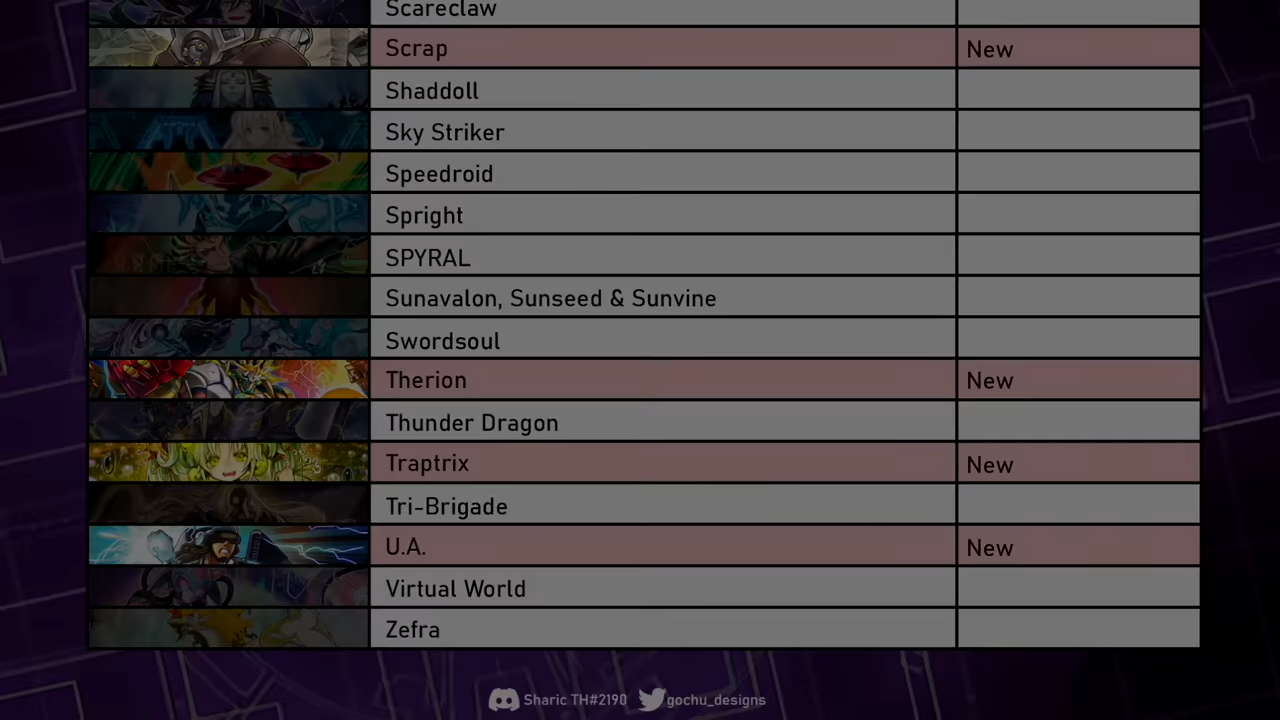 Scareclaw
Scrap New
Shaddoll
Sky Striker
Speedroid
Spright
SPYRAL
Sunavalon, Sunseed & Sunvine
Swordsoul
Therion New
Thunder Dragon
Traptrix New
Tri-Brigade
U.A. New
Virtual World
Zefra
Sharic TH#2190 gochu_designs